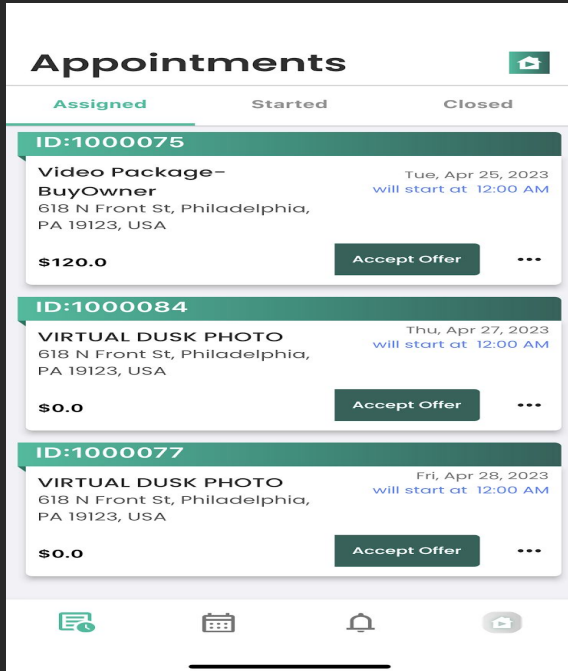 Appointments
Assigned Started Closed
ID:1000075
Video Package-
BuyOwner
Tue, Apr 25, 2023
will start at 12:00 AM
618 N Front St, Philadelphia,
PA 19123, USA
$120.0 Accept Offer
ID:1000084
VIRTUAL DUSK PHOTO
Thu, Apr 27, 2023
will start at 12:00 AM
618 N Front St, Philadelphia,
PA 19123, USA
$0.0 Accept Offer
ID:1000077
VIRTUAL DUSK PHOTO
Fri, Apr 28, 2023
will start at 12:00 AM
618 N Front St, Philadelphia,
PA 19123, USA
$0.0 Accept Offer